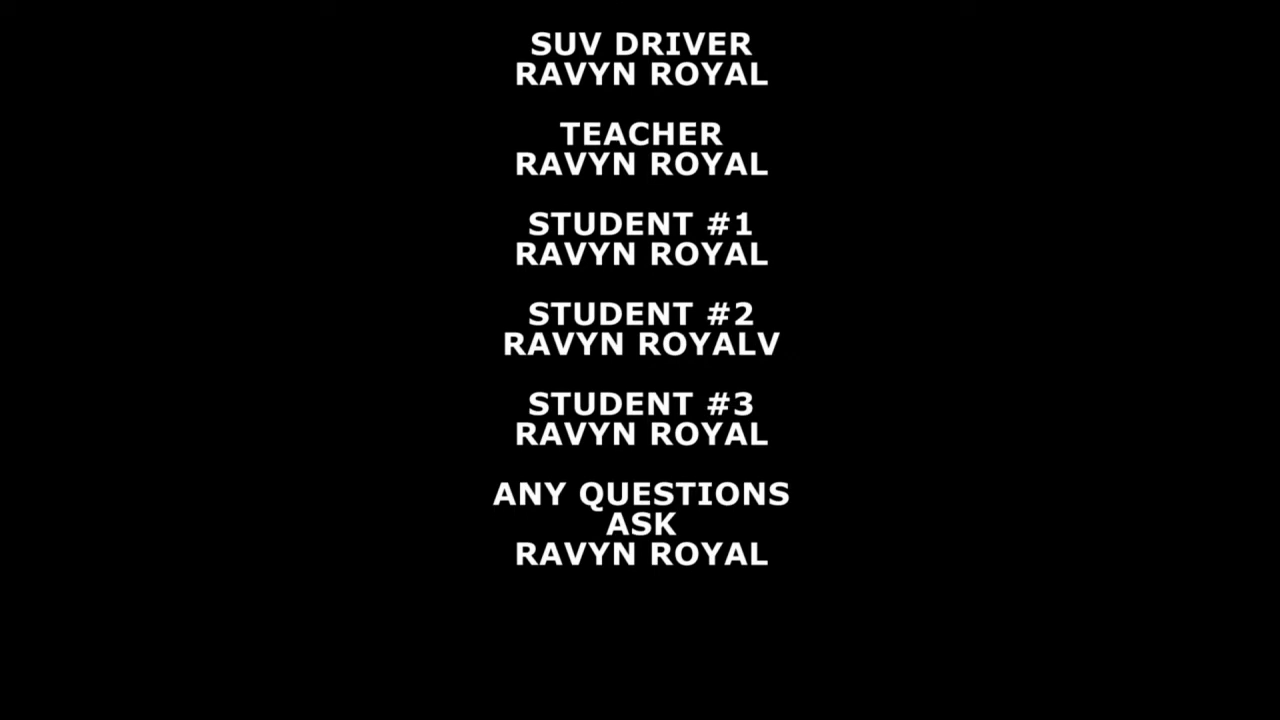 SUV DRIVER
RAVYN ROYAL
TEACHER
RAVYN ROYAL
STUDENT #1
RAVYN ROYAL
STUDENT #2
RAVYN ROYALV
STUDENT #3
RAVYN ROYAL
ANY QUESTIONS
ASK
RAVYN ROYAL